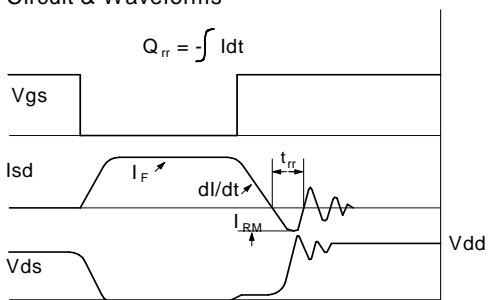 Circuit & Waveforms
Q rr = -∫ Idt
Vgs
Isd
I F
dI/dt
t rr
I RM
Vdd
Vds